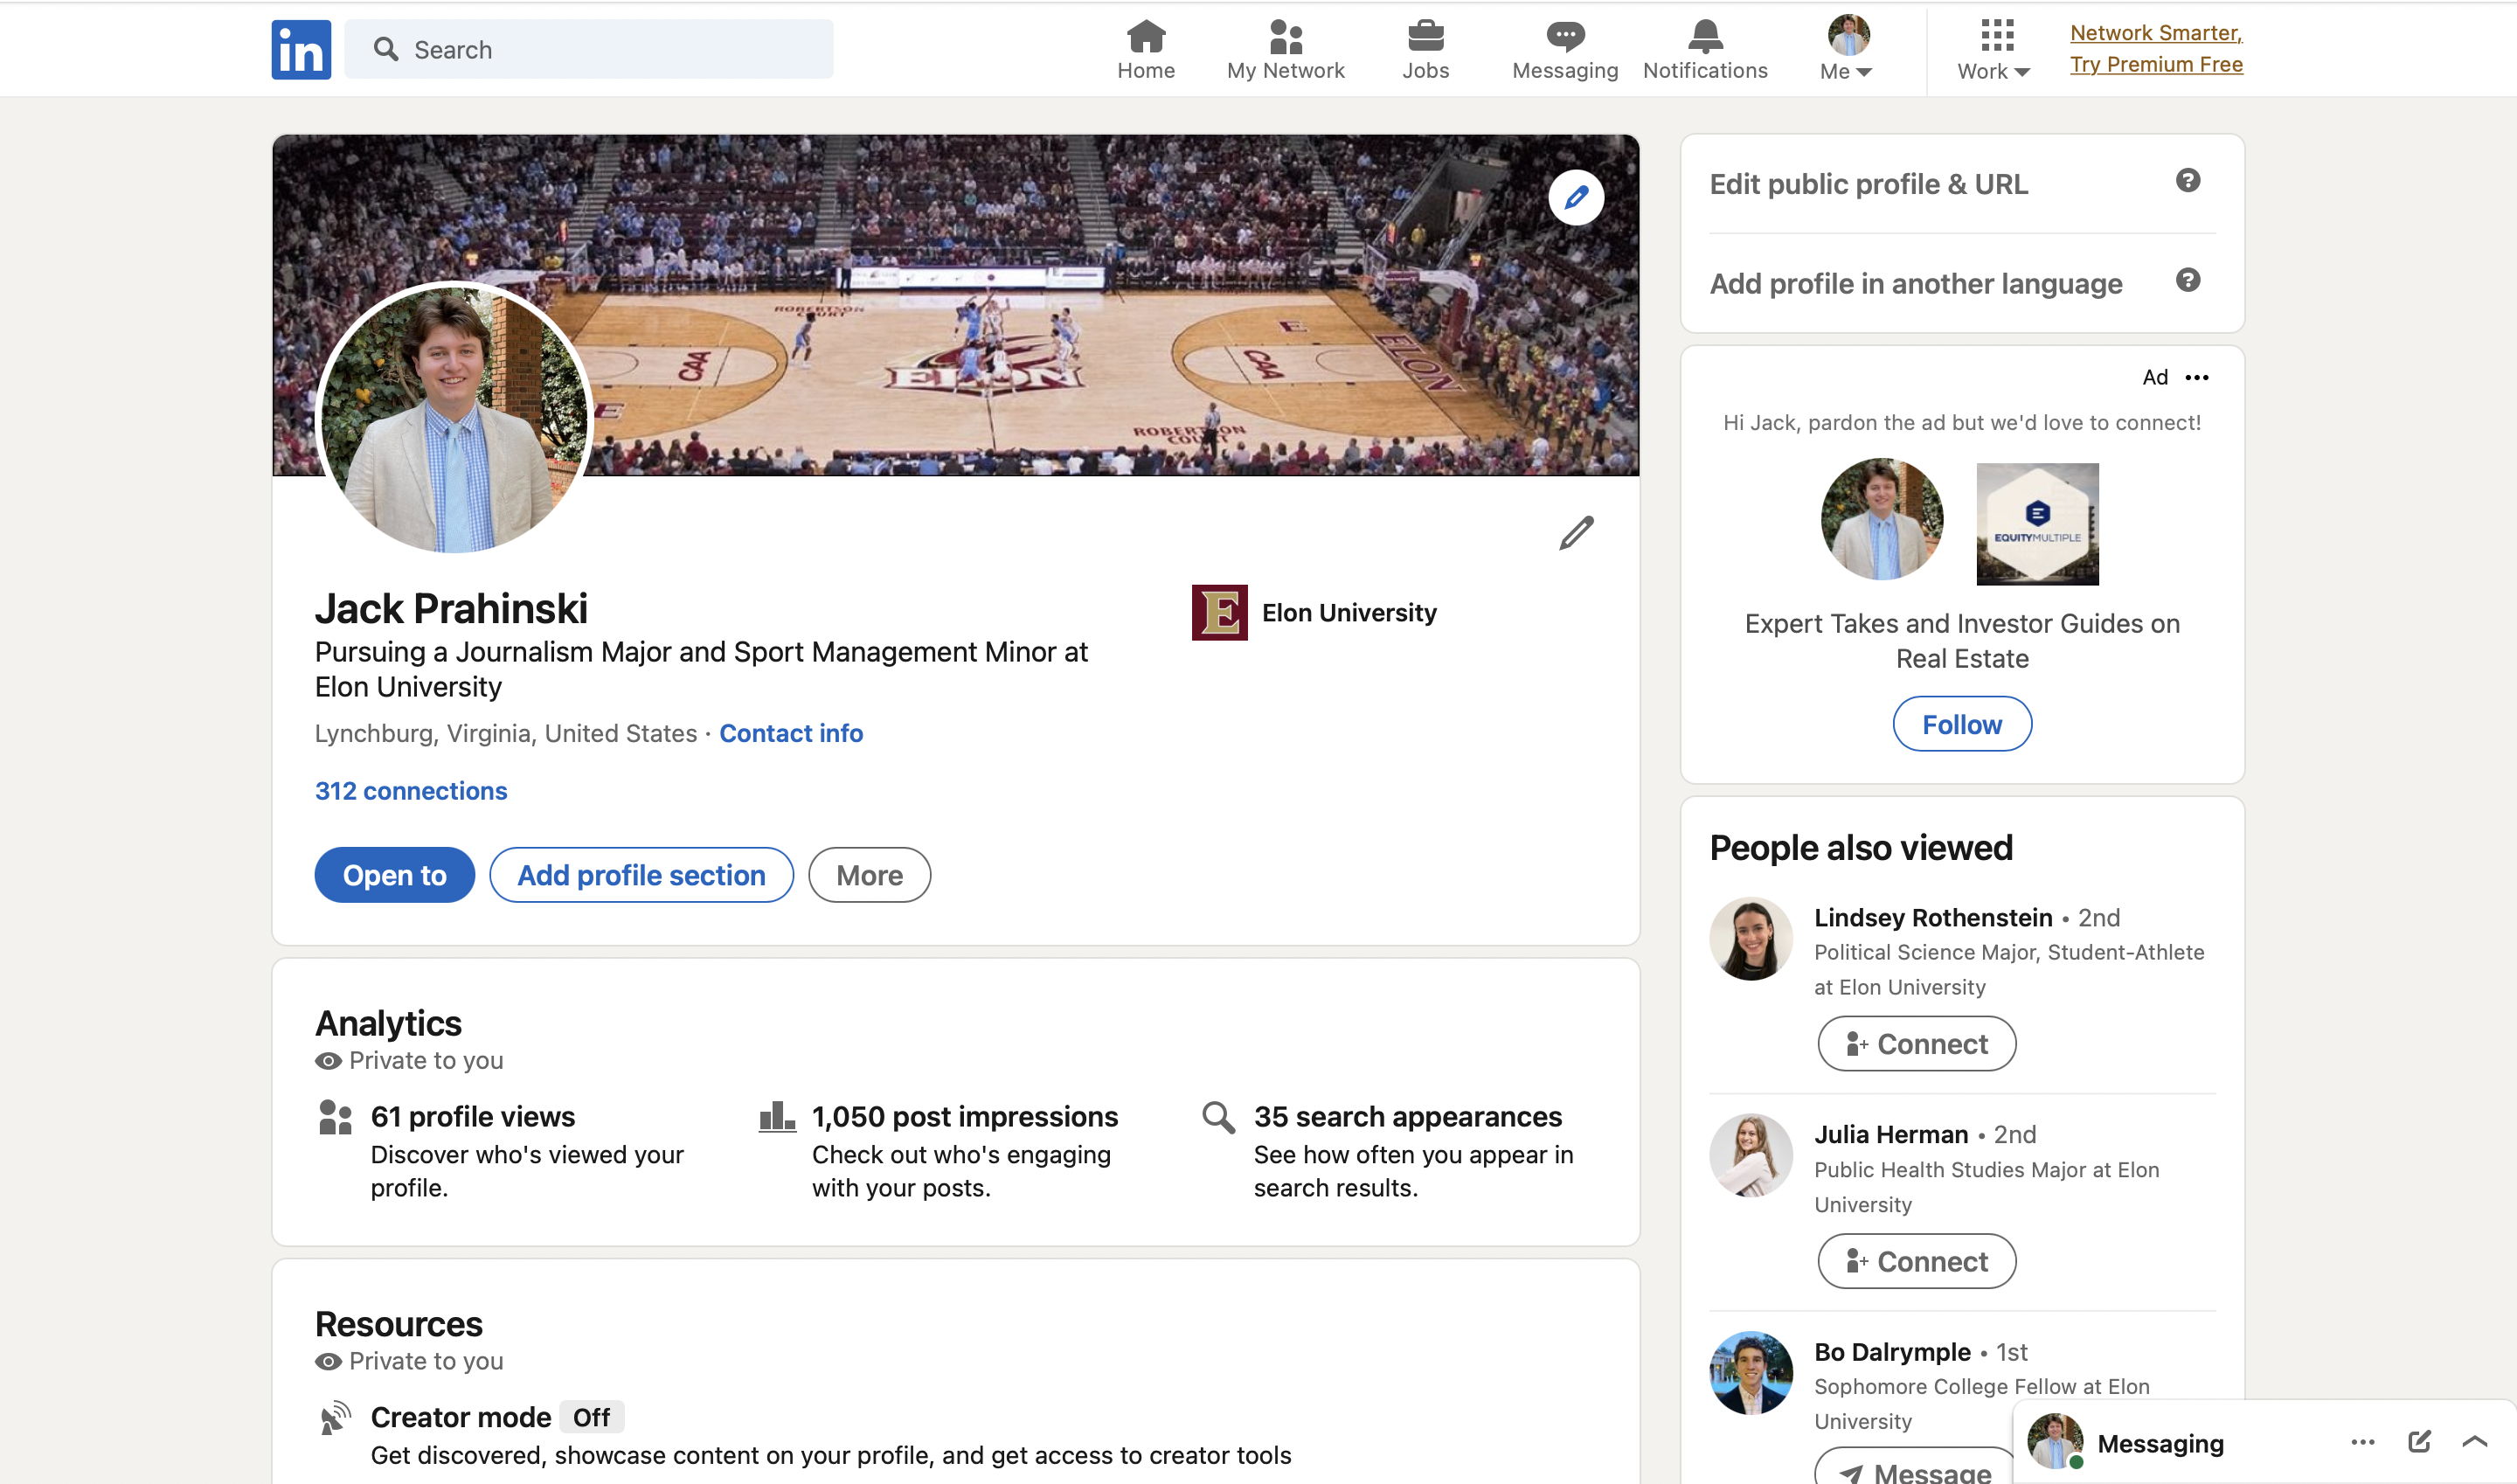 in
Search
Home
My Network
Jobs
Messaging
Notifications
Me
Work
Network Smarter,
Try Premium Free
ROBERTSON
COURT
CAA
ELON
CAA
E
ELON
E
ROBERTSON
COURT
Jack Prahinski
Pursuing a Journalism Major and Sport Management Minor at
Elon University
Lynchburg, Virginia, United States · Contact info
312 connections
Open to
Add profile section
More
E
Elon University
Analytics
Private to you
61 profile views
Discover who's viewed your
profile.
1,050 post impressions
Check out who's engaging
with your posts.
35 search appearances
See how often you appear in
search results.
Resources
Private to you
Creator mode Off
Get discovered, showcase content on your profile, and get access to creator tools
Edit public profile & URL
?
Add profile in another language
?
Ad
Hi Jack, pardon the ad but we'd love to connect!
EQUITYMULTIPLE
Expert Takes and Investor Guides on
Real Estate
Follow
People also viewed
Lindsey Rothenstein • 2nd
Political Science Major, Student-Athlete
at Elon University
Connect
Julia Herman • 2nd
Public Health Studies Major at Elon
University
Connect
Bo Dalrymple • 1st
Sophomore College Fellow at Elon
University
Message
Messaging